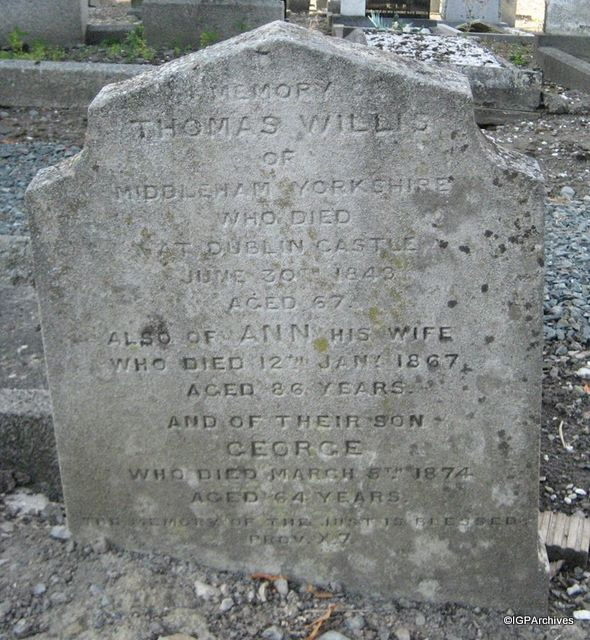 R.I.P.
MEMORY
THOMAS WILLIS
OF
MIDDLEHAM YORKSHIRE
WHO DIED
AT DUBLIN CASTLE
JUNE 30TH 1843
AGED 67.
ALSO OF ANN HIS WIFE
WHO DIED 12TH JANY 1867,
AGED 86 YEARS.
AND OF THEIR SON
GEORGE
WHO DIED MARCH 5TH 1874
AGED 64 YEARS.
THE MEMORY OF THE JUST IS BLESSED
PROV. X 7
©IGPArchives